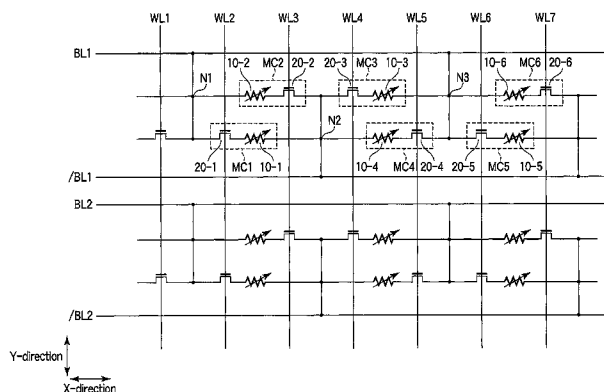 WL1 WL2 WL3 WL4 WL5 WL6 WL7
BL1
10-2 MC2 20-2 20-3 MC3 10-3 10-6 MC6 20-6
N1 N3
N2
20-1 MC1 10-1 10-4 MC4 20-4 20-5 MC5 10-5
/BL1
BL2
/BL2
Y-direction
X-direction